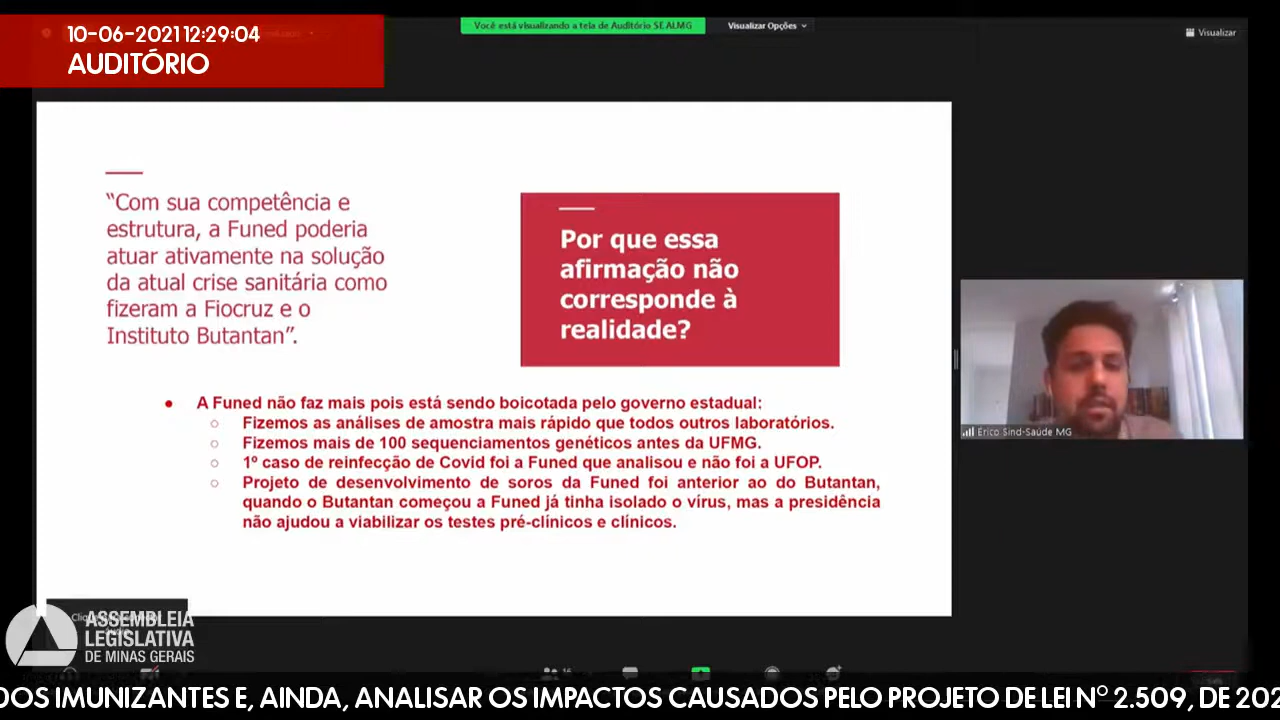 10-06-2021 12:29:04
AUDITÓRIO
Você está visualizando a tela de Auditório SE ALMG
Visualizar Opções
Visualizar
“Com sua competência e
estrutura, a Funed poderia
atuar ativamente na solução
da atual crise sanitária como
fizeram a Fiocruz e o
Instituto Butantan”.
Por que essa
afirmação não
corresponde à
realidade?
A Funed não faz mais pois está sendo boicotada pelo governo estadual:
Fizemos as análises de amostra mais rápido que todos outros laboratórios.
Fizemos mais de 100 sequenciamentos genéticos antes da UFMG.
1º caso de reinfecção de Covid foi a Funed que analisou e não foi a UFOP.
Projeto de desenvolvimento de soros da Funed foi anterior ao do Butantan,
quando o Butantan começou a Funed já tinha isolado o vírus, mas a presidência
não ajudou a viabilizar os testes pré-clínicos e clínicos.
Erico Sind-Saúde MG
ASSEMBLEIA
LEGISLATIVA
DE MINAS GERAIS
16
DOS IMUNIZANTES E, AINDA, ANALISAR OS IMPACTOS CAUSADOS PELO PROJETO DE LEI Nº 2.509, DE 202